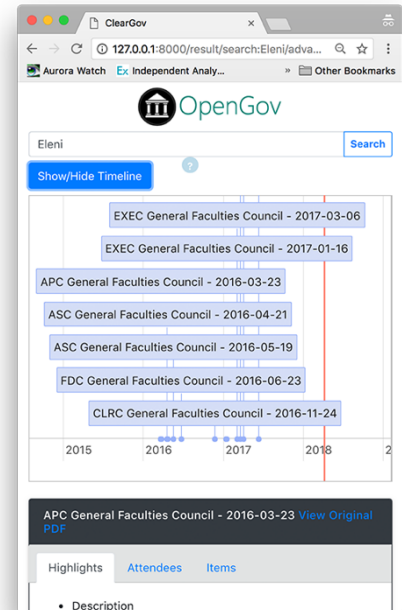 ClearGov
127.0.0.1:8000/result/search:Eleni/adva...
Aurora Watch Ex Independent Analy... » Other Bookmarks
OpenGov
Eleni Search
Show/Hide Timeline ?
EXEC General Faculties Council - 2017-03-06
EXEC General Faculties Council - 2017-01-16
APC General Faculties Council - 2016-03-23
ASC General Faculties Council - 2016-04-21
ASC General Faculties Council - 2016-05-19
FDC General Faculties Council - 2016-06-23
CLRC General Faculties Council - 2016-11-24
2015 2016 2017 2018 2
APC General Faculties Council - 2016-03-23 View Original
PDF
Highlights Attendees Items
• Description